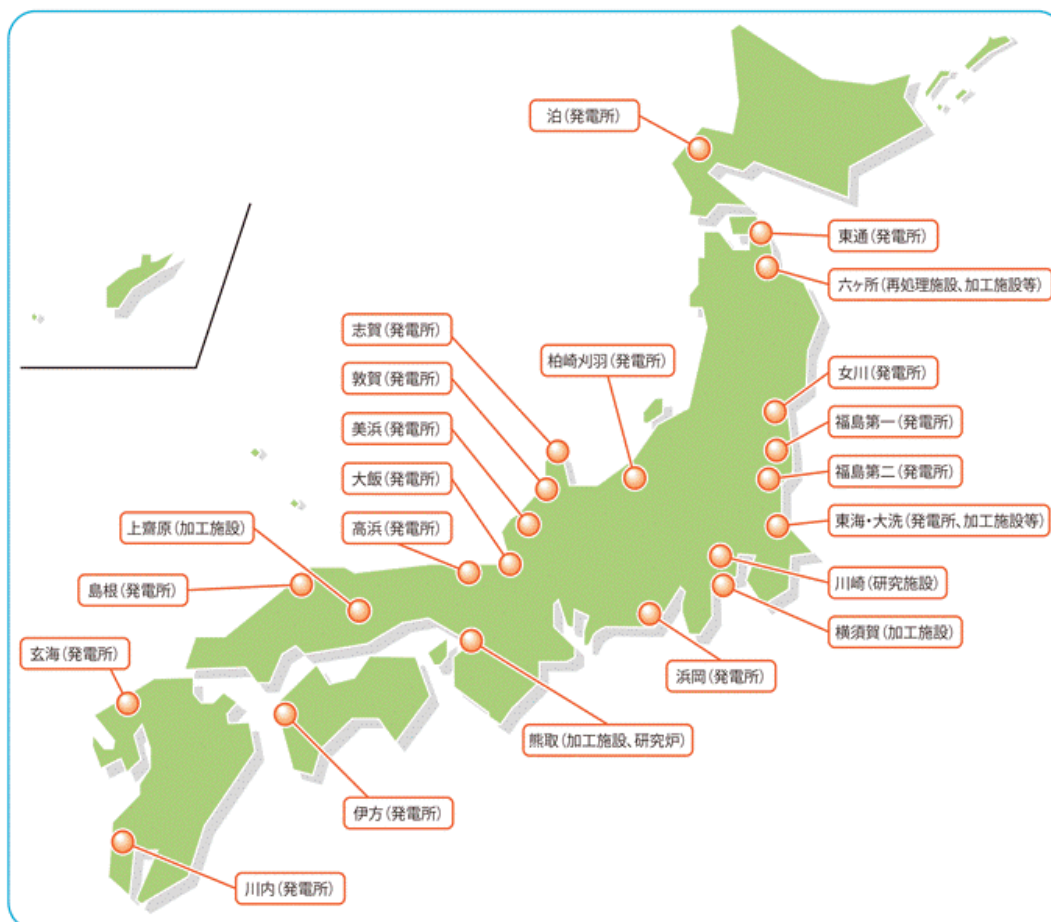 泊（発電所）
東通（発電所）
六ヶ所（再処理施設、加工施設等）
志賀（発電所）
柏崎刈羽（発電所）
敦賀（発電所）
女川（発電所）
美浜（発電所）
福島第一（発電所）
大飯（発電所）
福島第二（発電所）
上齋原（加工施設）
高浜（発電所）
東海・大洗（発電所、加工施設等）
島根（発電所）
川崎（研究施設）
玄海（発電所）
横須賀（加工施設）
浜岡（発電所）
熊取（加工施設、研究炉）
伊方（発電所）
川内（発電所）